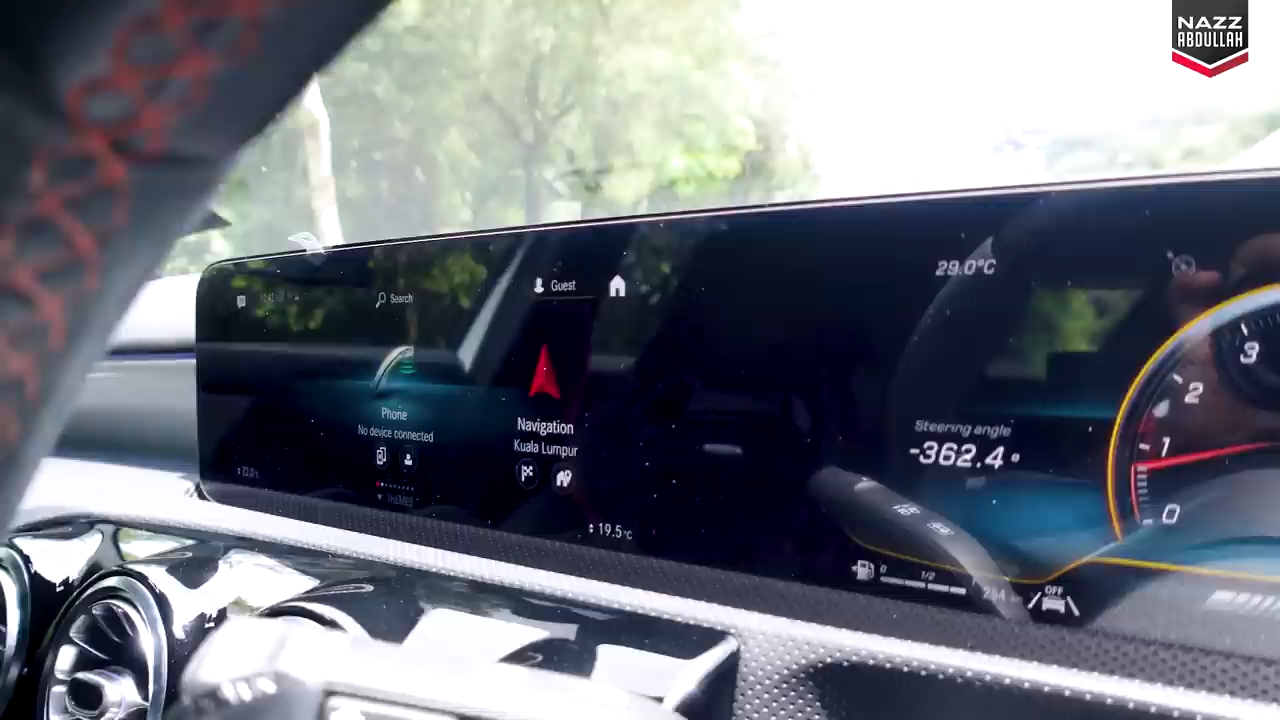 NAZZ
ABDULLAH
Search
Guest
29.0°C
Phone
No device connected
Navigation
Kuala Lumpur
THEMES
19.5°C
Steering angle
-362.4°
0
1
2
3
0
1/2
OFF